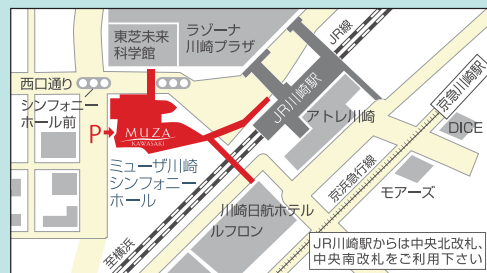 東芝未来
科学館
ラゾーナ
川崎プラザ
JR線
西口通り
シンフォニー
ホール前
JR川崎駅
アトレ川崎
京急川崎駅
DICE
P
MUZA
KAWASAKI
ミューザ川崎
シンフォニー
ホール
京浜急行線
モアーズ
川崎日航ホテル
ルフロン
至横浜
JR川崎駅からは中央北改札、
中央南改札をご利用下さい